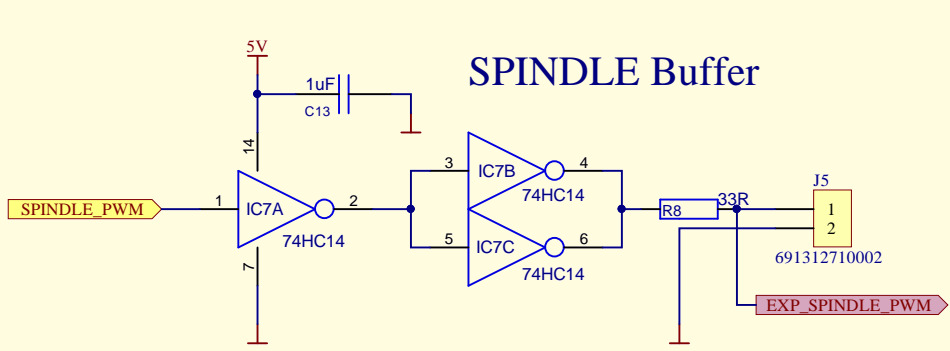 5V
SPINDLE Buffer
1uF
C13
14
SPINDLE_PWM
1
IC7A
2
74HC14
7
3
IC7B
4
74HC14
5
IC7C
6
74HC14
R8
33R
J5
1
2
691312710002
EXP_SPINDLE_PWM